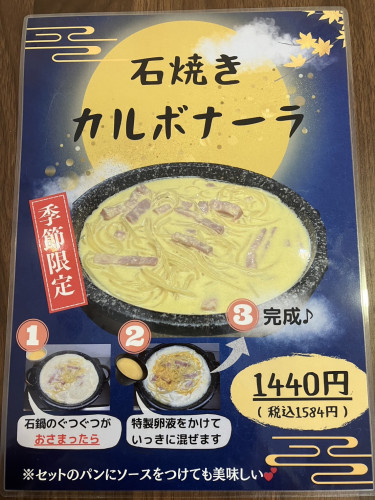 石焼き
カルボナーラ
季節限定
1
石鍋のぐつぐつが
おさまったら
2
特製卵液をかけて
いっきに混ぜます
3 完成♪
1440円
(税込1584円)
※セットのパンにソースをつけても美味しい💕